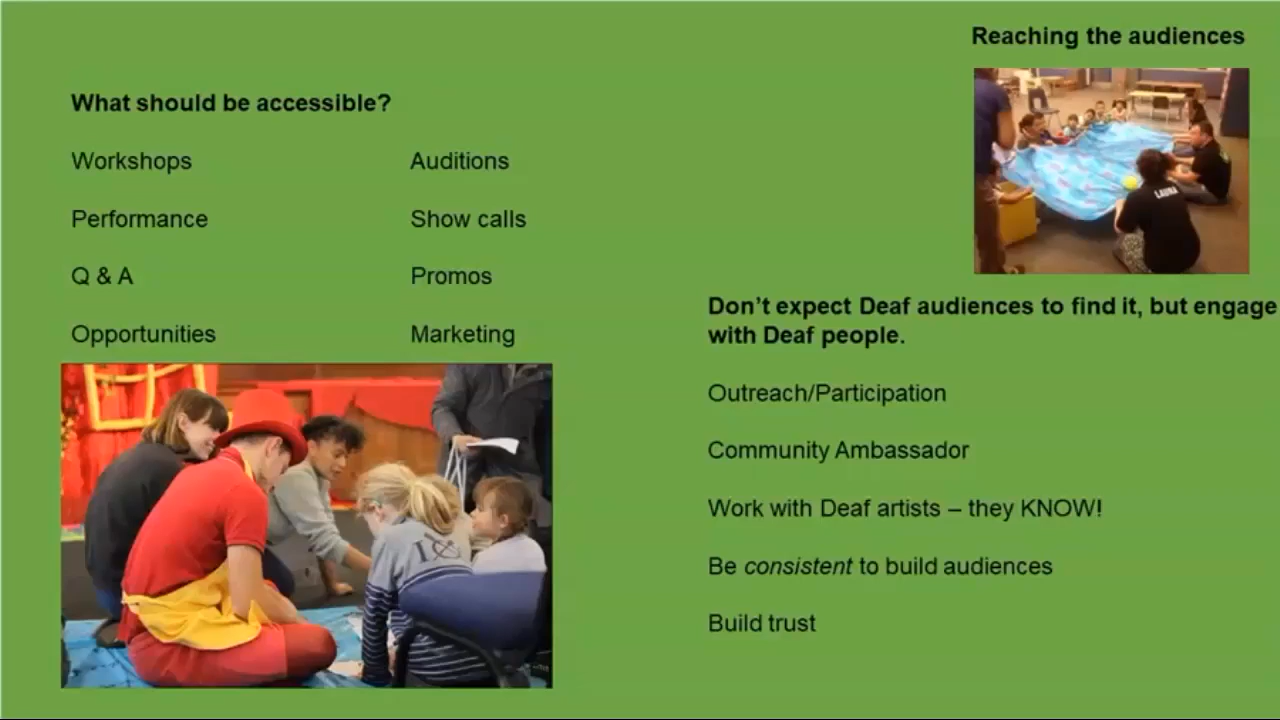 Reaching the audiences
What should be accessible?
Workshops
Auditions
Performance
Show calls
Q & A
Promos
Opportunities
Marketing
LAURA
Don’t expect Deaf audiences to find it, but engage
with Deaf people.
Outreach/Participation
Community Ambassador
Work with Deaf artists – they KNOW!
Be consistent to build audiences
Build trust